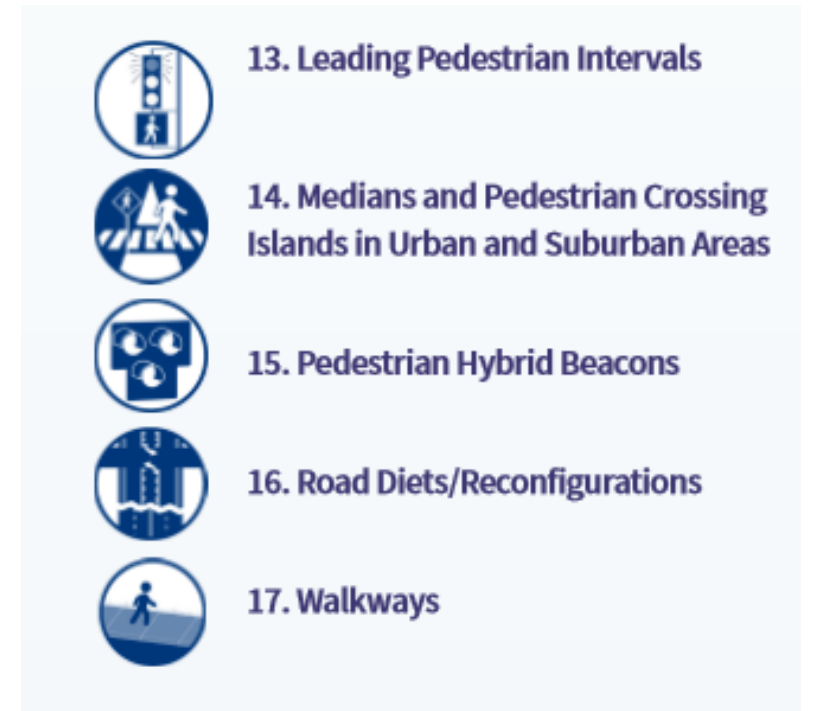 13. Leading Pedestrian Intervals
14. Medians and Pedestrian Crossing
Islands in Urban and Suburban Areas
15. Pedestrian Hybrid Beacons
16. Road Diets/Reconfigurations
17. Walkways